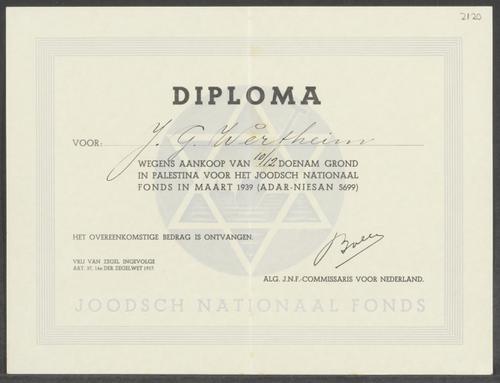 2120
DIPLOMA
VOOR: J. G. Wertheim
WEGENS AANKOOP VAN 10/12 DOENAM GROND
IN PALESTINA VOOR HET JOODSCH NATIONAAL
FONDS IN MAART 1939 (ADAR-NIESAN 5699)
HET OVEREENKOMSTIGE BEDRAG IS ONTVANGEN.
VRIJ VAN ZEGEL INGEVOLGE
ART. 37, 14e DER ZEGELWET 1917.
ALG. J.N.F.-COMMISSARIS VOOR NEDERLAND.
JOODSCH NATIONAAL FONDS